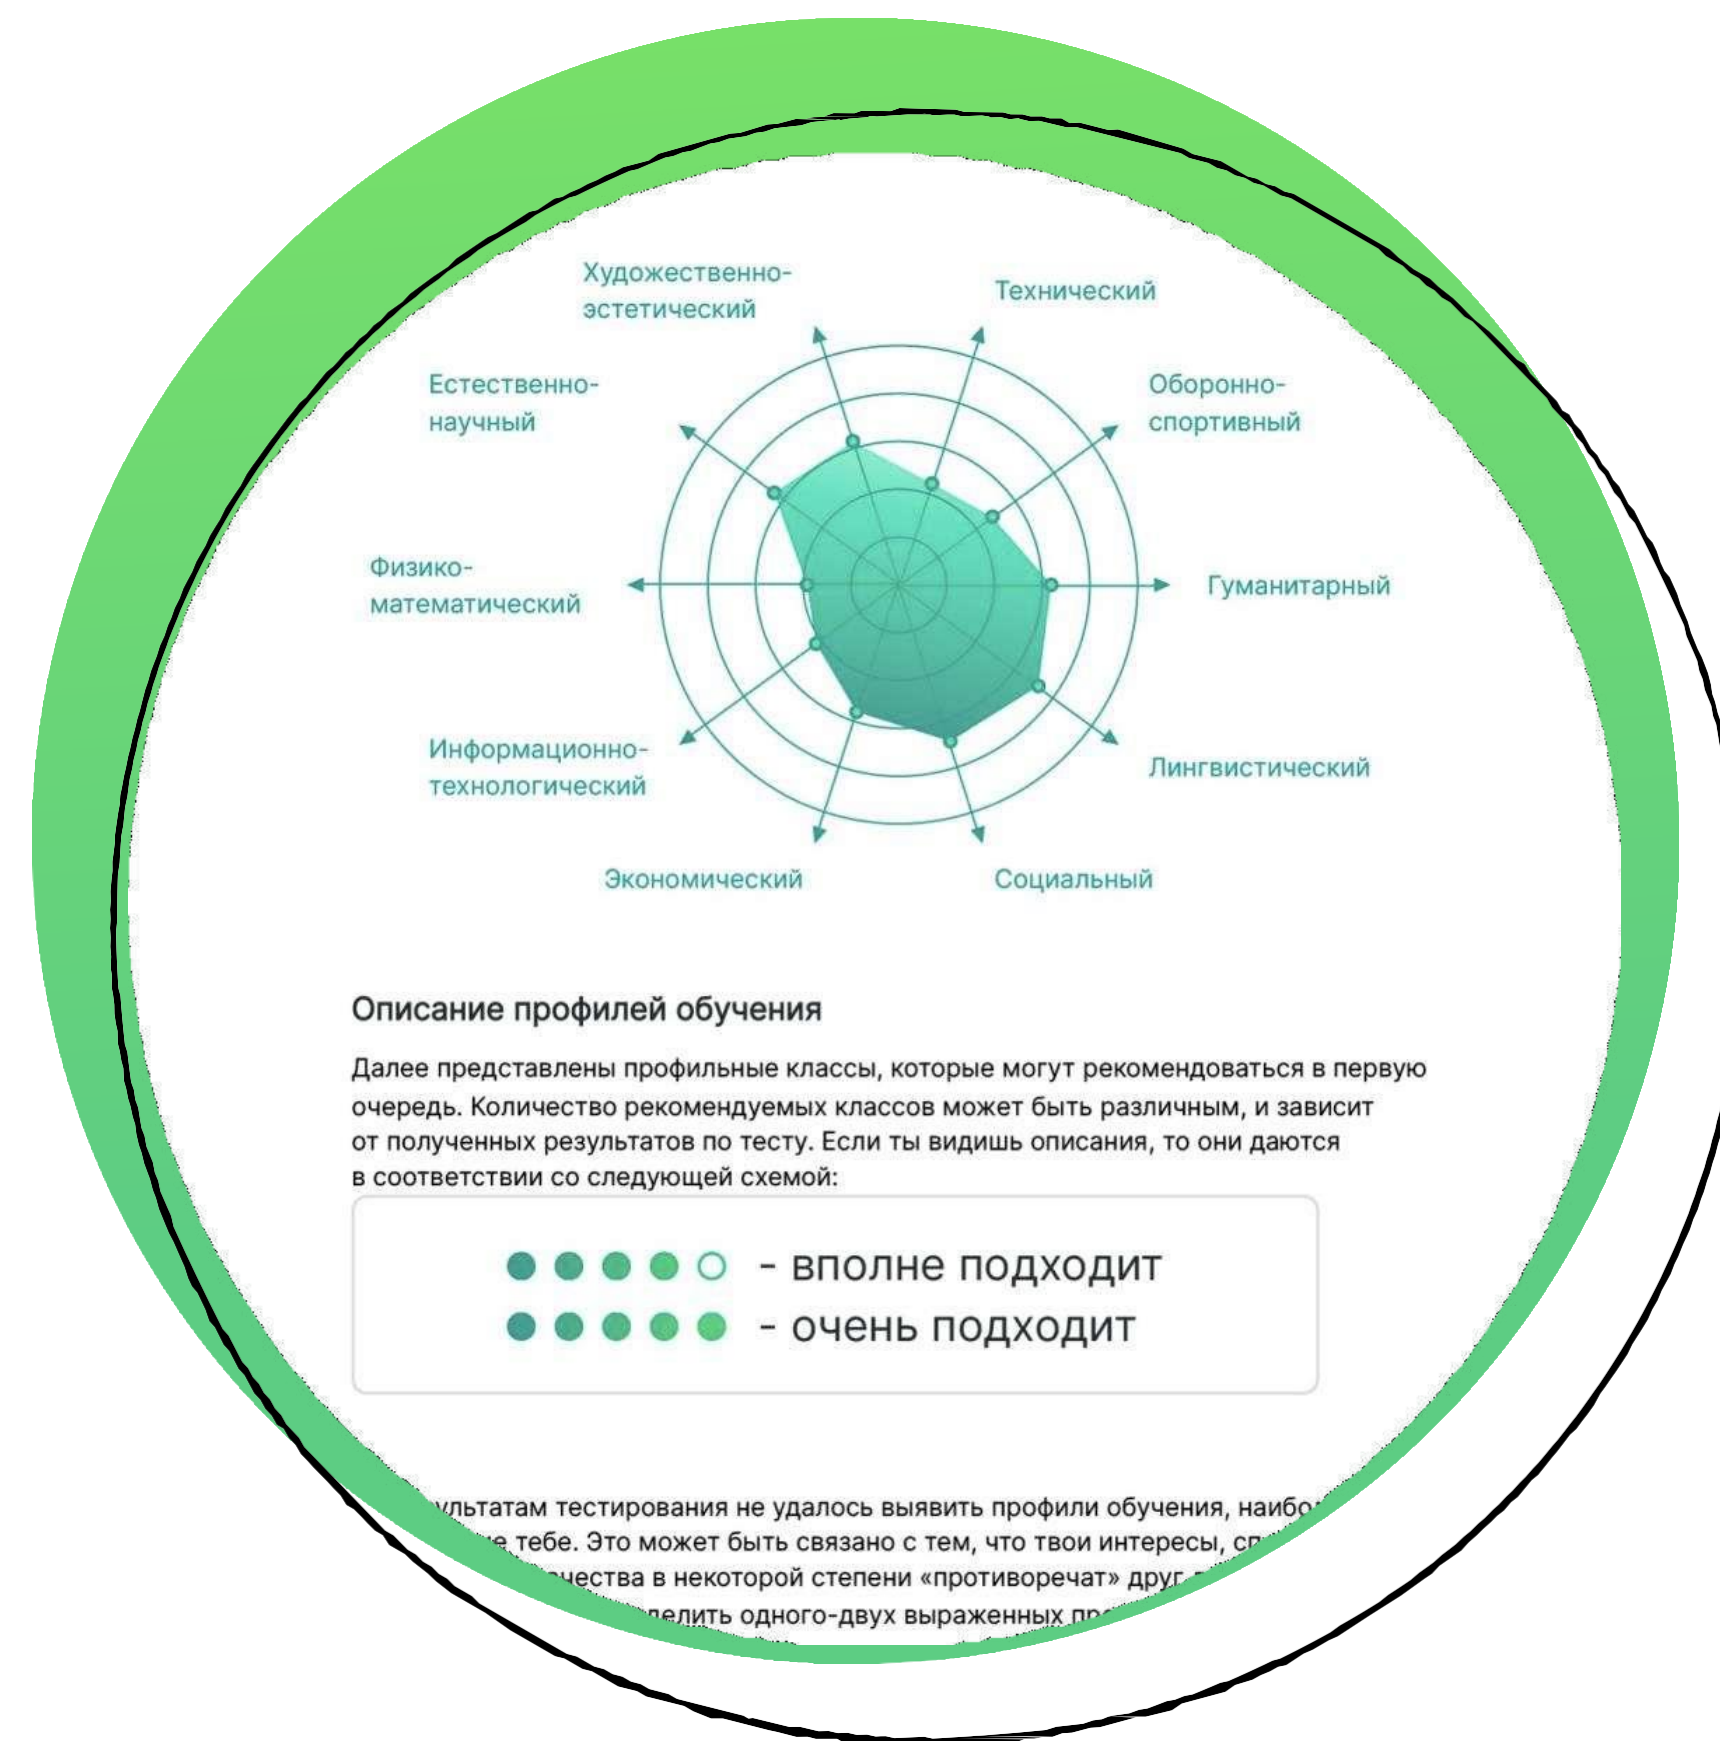 Художественно-
эстетический
Технический
Естественно-
научный
Оборонно-
спортивный
Физико-
математический
Гуманитарный
Информационно-
технологический
Лингвистический
Экономический
Социальный
Описание профилей обучения
Далее представлены профильные классы, которые могут рекомендоваться в первую
очередь. Количество рекомендуемых классов может быть различным, и зависит
от полученных результатов по тесту. Если ты видишь описания, то они даются
в соответствии со следующей схемой:
- вполне подходит
- очень подходит
тестирования не удалось выявить профили обучения,
тебе. Это может быть связано с тем, что твои интересы,
в некоторой степени «противоречат» друг
одного-двух выраженных